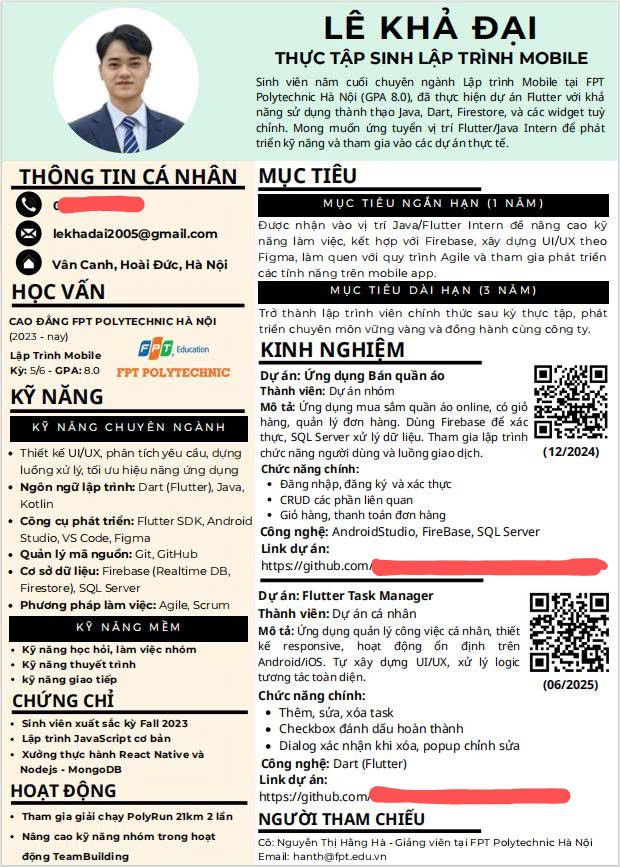 LÊ KHẢ ĐẠI
THỰC TẬP SINH LẬP TRÌNH MOBILE
Sinh viên năm cuối chuyên ngành Lập trình Mobile tại FPT
Polytechnic Hà Nội (GPA 8.0), đã thực hiện dự án Flutter với khả
năng sử dụng thành thạo Java, Dart, Firestore, và các widget tuỳ
chỉnh. Mong muốn ứng tuyển vị trí Flutter/Java Intern để phát
triển kỹ năng và tham gia vào các dự án thực tế.
THÔNG TIN CÁ NHÂN
lekhadai2005@gmail.com
Vân Canh, Hoài Đức, Hà Nội
HỌC VẤN
CAO ĐẲNG FPT POLYTECHNIC HÀ NỘI
(2023 - nay)
Lập Trình Mobile
Kỳ: 5/6 - GPA: 8.0
FPT Education
FPT POLYTECHNIC
KỸ NĂNG
KỸ NĂNG CHUYÊN NGÀNH
• Thiết kế UI/UX, phân tích yêu cầu, dựng
luồng xử lý, tối ưu hiệu năng ứng dụng
• Ngôn ngữ lập trình: Dart (Flutter), Java,
Kotlin
• Công cụ phát triển: Flutter SDK, Android
Studio, VS Code, Figma
• Quản lý mã nguồn: Git, GitHub
• Cơ sở dữ liệu: Firebase (Realtime DB,
Firestore), SQL Server
• Phương pháp làm việc: Agile, Scrum
KỸ NĂNG MỀM
• Kỹ năng học hỏi, làm việc nhóm
• Kỹ năng thuyết trình
• kỹ năng giao tiếp
CHỨNG CHỈ
• Sinh viên xuất sắc kỳ Fall 2023
• Lập trình JavaScript cơ bản
• Xưởng thực hành React Native và
Nodejs - MongoDB
HOẠT ĐỘNG
• Tham gia giải chạy PolyRun 21km 2 lần
• Nâng cao kỹ năng nhóm trong hoạt
động TeamBuilding
MỤC TIÊU
MỤC TIÊU NGẮN HẠN (1 NĂM)
Được nhận vào vị trí Java/Flutter Intern để nâng cao kỹ
năng làm việc, kết hợp với Firebase, xây dựng UI/UX theo
Figma, làm quen với quy trình Agile và tham gia phát triển
các tính năng trên mobile app.
MỤC TIÊU DÀI HẠN (3 NĂM)
Trở thành lập trình viên chính thức sau kỳ thực tập, phát
triển chuyên môn vững vàng và đồng hành cùng công ty.
KINH NGHIỆM
Dự án: Ứng dụng Bán quần áo
Thành viên: Dự án nhóm
Mô tả: Ứng dụng mua sắm quần áo online, có giỏ
hàng, quản lý đơn hàng. Dùng Firebase để xác
thực, SQL Server xử lý dữ liệu. Tham gia lập trình
chức năng người dùng và luồng giao dịch.
(12/2024)
Chức năng chính:
• Đăng nhập, đăng ký và xác thực
• CRUD các phần liên quan
• Giỏ hàng, thanh toán đơn hàng
Công nghệ: AndroidStudio, FireBase, SQL Server
Link dự án:
https://github.com/
Dự án: Flutter Task Manager
Thành viên: Dự án cá nhân
Mô tả: Ứng dụng quản lý công việc cá nhân, thiết
kế responsive, hoạt động ổn định trên
Android/iOS. Tự xây dựng UI/UX, xử lý logic
tương tác toàn diện.
(06/2025)
Chức năng chính:
• Thêm, sửa, xóa task
• Checkbox đánh dấu hoàn thành
• Dialog xác nhận khi xóa, popup chỉnh sửa
Công nghệ: Dart (Flutter)
Link dự án:
https://github.com/
NGƯỜI THAM CHIẾU
Cô: Nguyễn Thị Hằng Hà - Giảng viên tại FPT Polytechnic Hà Nội
Email: hanth@fpt.edu.vn